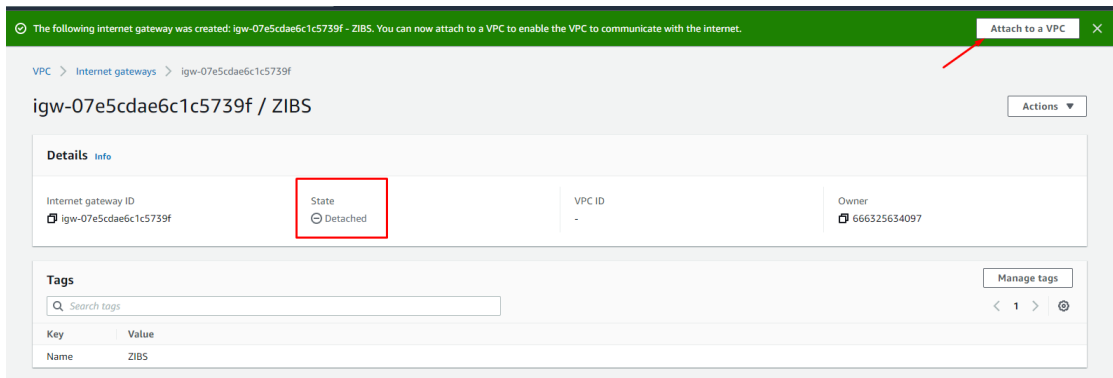 The following internet gateway was created: igw-07e5cdae6c1c5739f - ZIBS. You can now attach to a VPC to enable the VPC to communicate with the internet. Attach to a VPC
VPC > Internet gateways > igw-07e5cdae6c1c5739f
igw-07e5cdae6c1c5739f / ZIBS
Actions
Details Info
Internet gateway ID State VPC ID Owner
igw-07e5cdae6c1c5739f Detached - 666325634097
Tags Manage tags
Search tags 1
Key Value
Name ZIBS